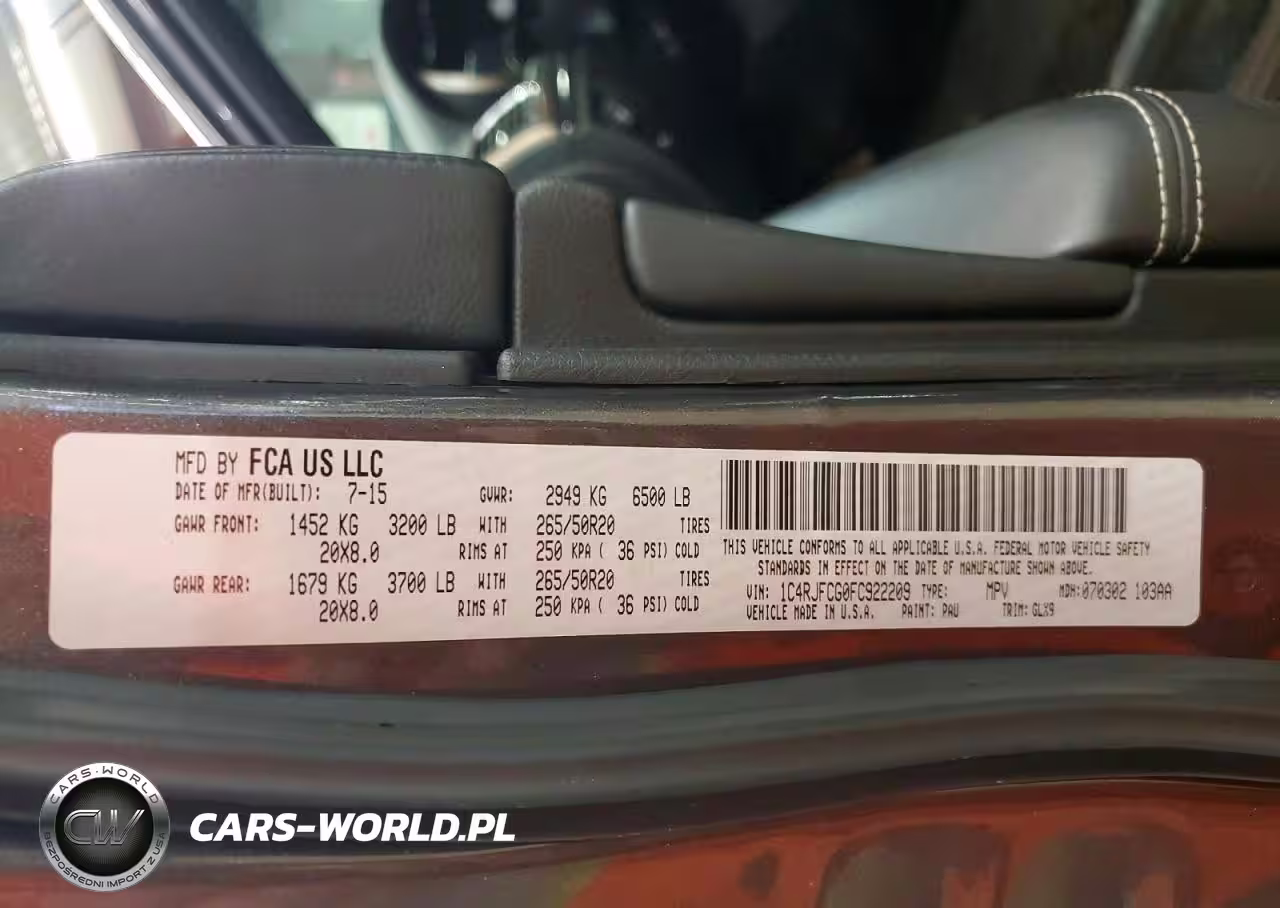 MFD BY FCA US LLC
DATE OF MFR(BUILT): 7-15 GVWR: 2949 KG 6500 LB
GAWR FRONT: 1452 KG 3200 LB WITH 265/50R20 TIRES
20X8.0 RIMS AT 250 KPA ( 36 PSI) COLD
GAWR REAR: 1679 KG 3700 LB WITH 265/50R20 TIRES
20X8.0 RIMS AT 250 KPA ( 36 PSI) COLD
THIS VEHICLE CONFORMS TO ALL APPLICABLE U.S.A. FEDERAL MOTOR VEHICLE SAFETY
STANDARDS IN EFFECT ON THE DATE OF MANUFACTURE SHOWN ABOVE.
VIN: 1C4RJFCG0FC922209 TYPE: MPV MDH:070302 103AA
VEHICLE MADE IN U.S.A. PAINT: PAU TRIM: GLX9
CARS-WORLD
CW
BEZPOŚREDNI IMPORT Z USA
CARS-WORLD.PL